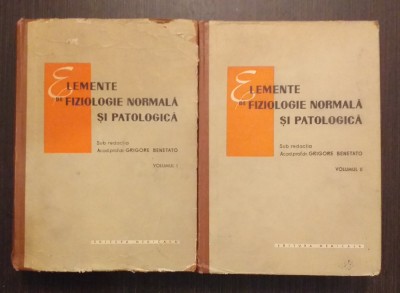 ELEMENTE
DE FIZIOLOGIE NORMALĂ
ȘI PATOLOGICĂ
Sub redacția
Academician GRIGORE BENETATO
VOLUMUL I
EDITURA MEDICALĂ
ELEMENTE
DE FIZIOLOGIE NORMALĂ
ȘI PATOLOGICĂ
Sub redacția
Academician GRIGORE BENETATO
VOLUMUL II
EDITURA MEDICALĂ